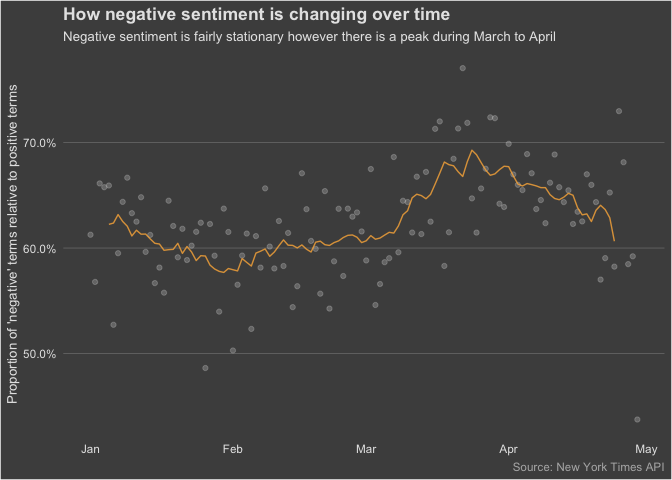 How negative sentiment is changing over time
Negative sentiment is fairly stationary however there is a peak during March to April
Proportion of 'negative' terms relative to positive terms
70.0%
60.0%
50.0%
Jan
Feb
Mar
Apr
May
Source: New York Times API